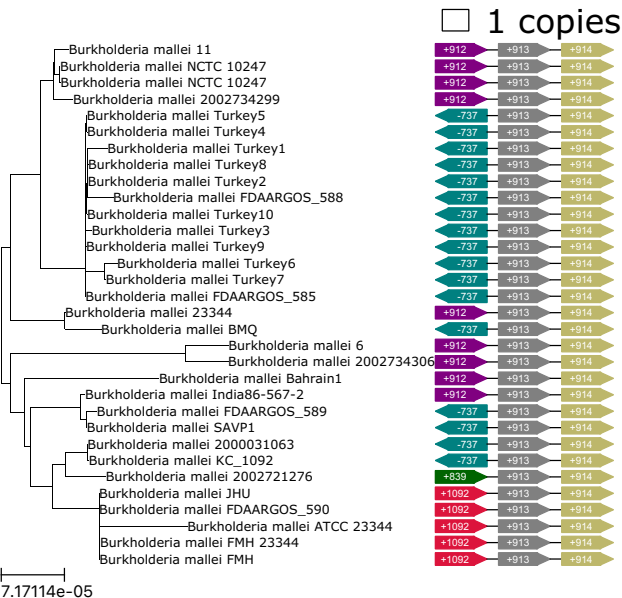 1 copies
Burkholderia mallei 11 +912 +913 +914
Burkholderia mallei NCTC 10247 +912 +913 +914
Burkholderia mallei NCTC 10247 +912 +913 +914
Burkholderia mallei 2002734299 +912 +913 +914
Burkholderia mallei Turkey5 -737 +913 +914
Burkholderia mallei Turkey4 -737 +913 +914
Burkholderia mallei Turkey1 -737 +913 +914
Burkholderia mallei Turkey8 -737 +913 +914
Burkholderia mallei Turkey2 -737 +913 +914
Burkholderia mallei FDAARGOS_588 -737 +913 +914
Burkholderia mallei Turkey10 -737 +913 +914
Burkholderia mallei Turkey3 -737 +913 +914
Burkholderia mallei Turkey9 -737 +913 +914
Burkholderia mallei Turkey6 -737 +913 +914
Burkholderia mallei Turkey7 -737 +913 +914
Burkholderia mallei FDAARGOS_585 -737 +913 +914
Burkholderia mallei 23344 +912 +913 +914
Burkholderia mallei BMQ -737 +913 +914
Burkholderia mallei 6 +912 +913 +914
Burkholderia mallei 2002734306 +912 +913 +914
Burkholderia mallei Bahrain1 +912 +913 +914
Burkholderia mallei India86-567-2 +912 +913 +914
Burkholderia mallei FDAARGOS_589 -737 +913 +914
Burkholderia mallei SAVP1 -737 +913 +914
Burkholderia mallei 2000031063 -737 +913 +914
Burkholderia mallei KC_1092 -737 +913 +914
Burkholderia mallei 2002721276 +839 +913 +914
Burkholderia mallei JHU +1092 +913 +914
Burkholderia mallei FDAARGOS_590 +1092 +913 +914
Burkholderia mallei ATCC 23344 +1092 +913 +914
Burkholderia mallei FMH 23344 +1092 +913 +914
Burkholderia mallei FMH +1092 +913 +914
7.17114e-05